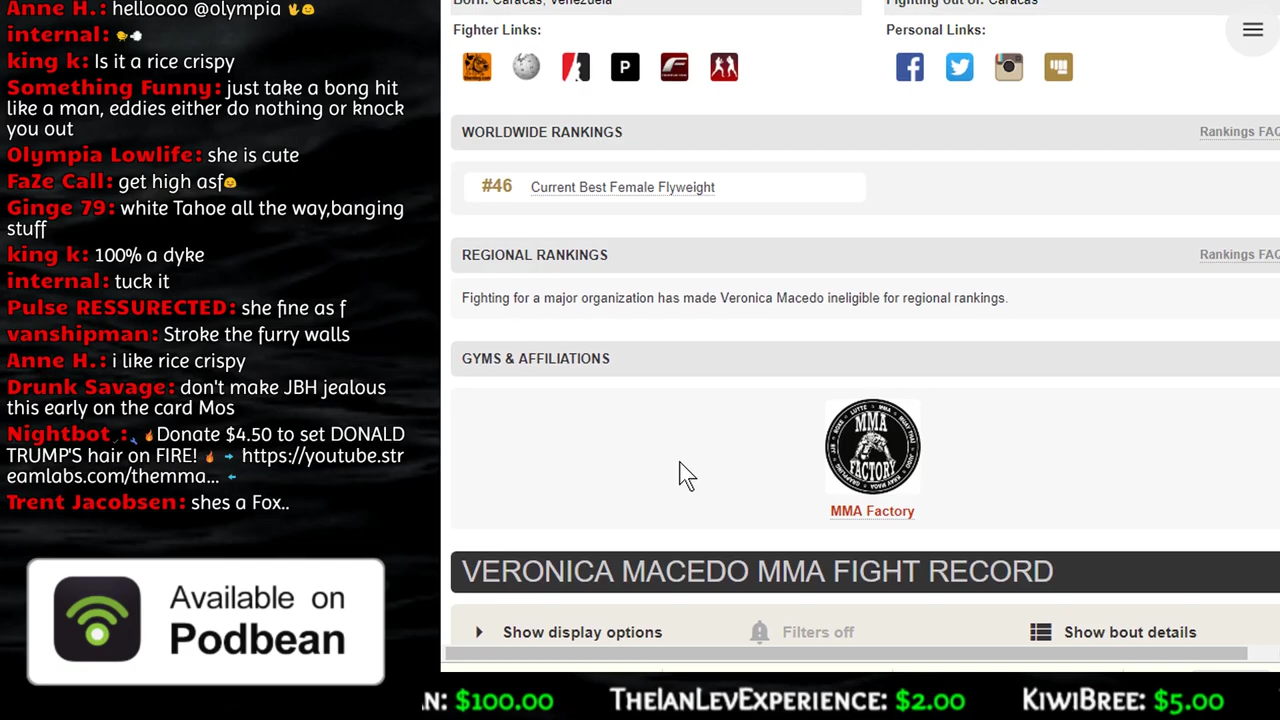 Anne H.: helloooo @olympia
internal:
king k: Is it a rice crispy
Something Funny: just take a bong hit
like a man, eddies either do nothing or knock
you out
Olympia Lowlife: she is cute
FaZe Call: get high asf
Ginge 79: white Tahoe all the way,banging
stuff
king k: 100% a dyke
internal: tuck it
Pulse RESSURECTED: she fine as f
vanshipman: Stroke the furry walls
Anne H.: i like rice crispy
Drunk Savage: don't make JBH jealous
this early on the card Mos
Nightbot : Donate $4.50 to set DONALD
TRUMP'S hair on FIRE! https://youtube.str
eamlabs.com/themma...
Trent Jacobsen: shes a Fox..
Available on
Podbean
Born: Caracas, Venezuela
Fighting out of: Caracas
Fighter Links:
Personal Links:
P
WORLDWIDE RANKINGS
Rankings FAQ
#46 Current Best Female Flyweight
REGIONAL RANKINGS
Rankings FAQ
Fighting for a major organization has made Veronica Macedo ineligible for regional rankings.
GYMS & AFFILIATIONS
MMA
FACTORY
MMA Factory
VERONICA MACEDO MMA FIGHT RECORD
Show display options
Filters off
Show bout details
N: $100.00 TheIanLevExperience: $2.00 KiwiBree: $5.00